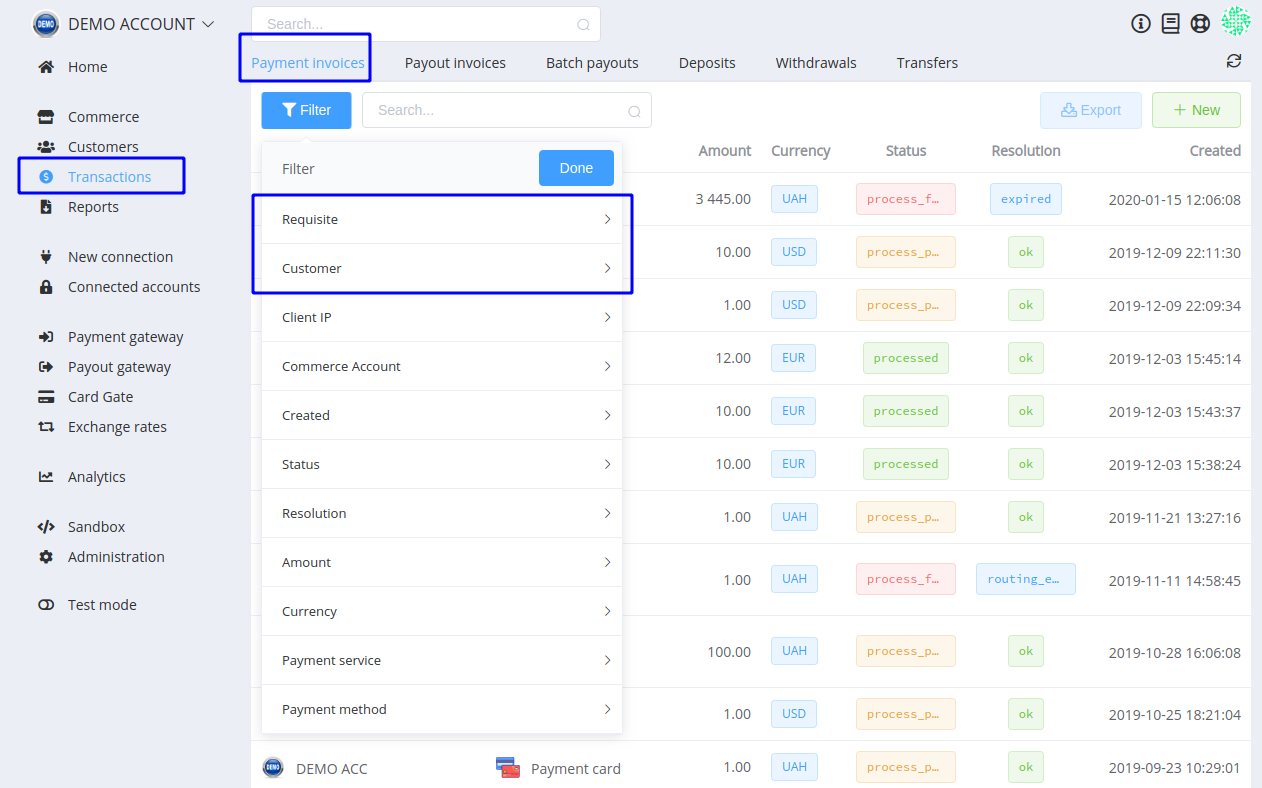 DEMO DEMO ACCOUNT
Search...
Home
Commerce
Customers
Transactions
Reports
New connection
Connected accounts
Payment gateway
Payout gateway
Card Gate
Exchange rates
Analytics
Sandbox
Administration
Test mode
Payment invoices Payout invoices Batch payouts Deposits Withdrawals Transfers
Filter Search... Export + New
Filter Done
Requisite
Customer
Client IP
Commerce Account
Created
Status
Resolution
Amount
Currency
Payment service
Payment method
Amount Currency Status Resolution Created
3 445.00 UAH process_f… expired 2020-01-15 12:06:08
10.00 USD process_p… ok 2019-12-09 22:11:30
1.00 USD process_p… ok 2019-12-09 22:09:34
12.00 EUR processed ok 2019-12-03 15:45:14
10.00 EUR processed ok 2019-12-03 15:43:37
10.00 EUR processed ok 2019-12-03 15:38:24
1.00 UAH process_p… ok 2019-11-21 13:27:16
1.00 UAH process_f… routing_e… 2019-11-11 14:58:45
100.00 UAH process_p… ok 2019-10-28 16:06:08
1.00 USD process_p… ok 2019-10-25 18:21:04
DEMO DEMO ACC Payment card 1.00 UAH process_p… ok 2019-09-23 10:29:01